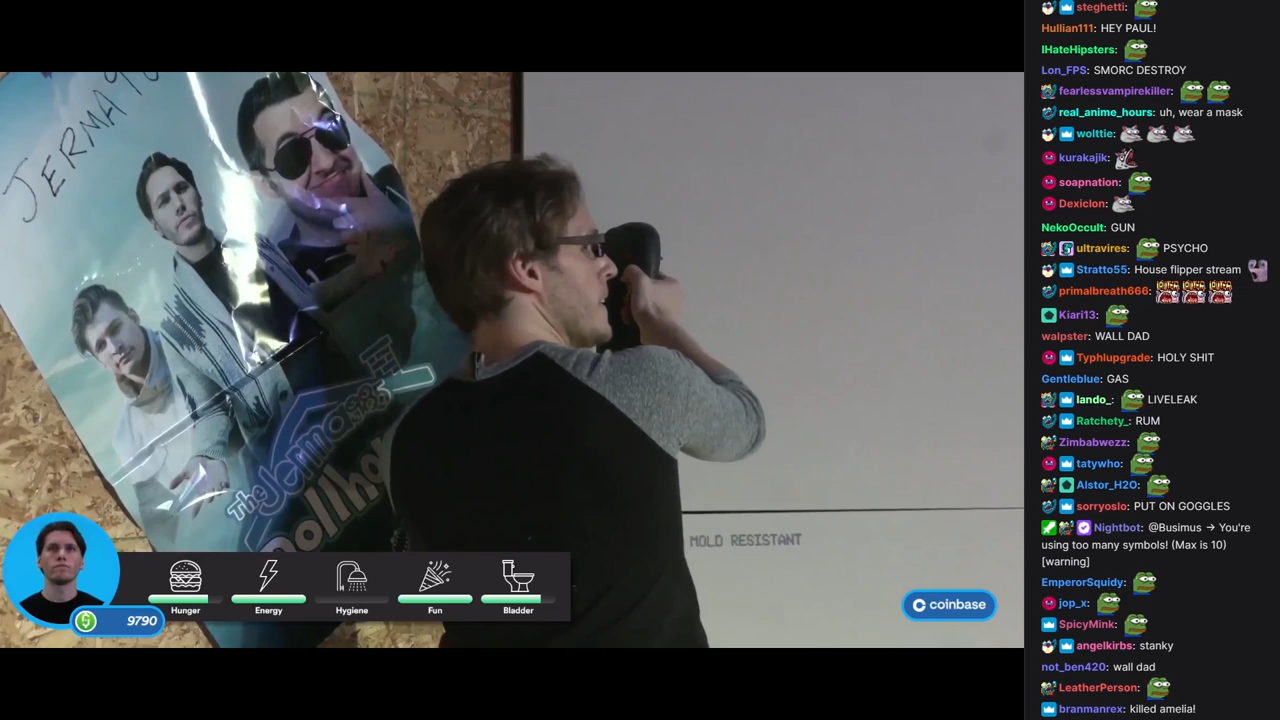 JERMA985
The Jerma985
Dollhouse
MOLD RESISTANT
Hunger
Energy
Hygiene
Fun
Bladder
9790
coinbase
steghetti:
Hullian111: HEY PAUL!
IHateHipsters:
Lon_FPS: SMORC DESTROY
fearlessvampirekiller:
real_anime_hours: uh, wear a mask
wolttie:
kurakajik:
soapnation:
Dexiclon:
NekoOccult: GUN
ultravires: PSYCHO
Stratto55: House flipper stream
primalbreath666:
Kiari13:
walpster: WALL DAD
Typhlupgrade: HOLY SHIT
Gentleblue: GAS
lando_: LIVELEAK
Ratchety_: RUM
Zimbabwezz:
tatywho:
Alstor_H2O:
sorryoslo: PUT ON GOGGLES
Nightbot: @Busimus -> You're
using too many symbols! (Max is 10)
[warning]
EmperorSquidy:
jop_x:
SpicyMink:
angelkirbs: stanky
not_ben420: wall dad
LeatherPerson:
branmanrex: killed amelia!